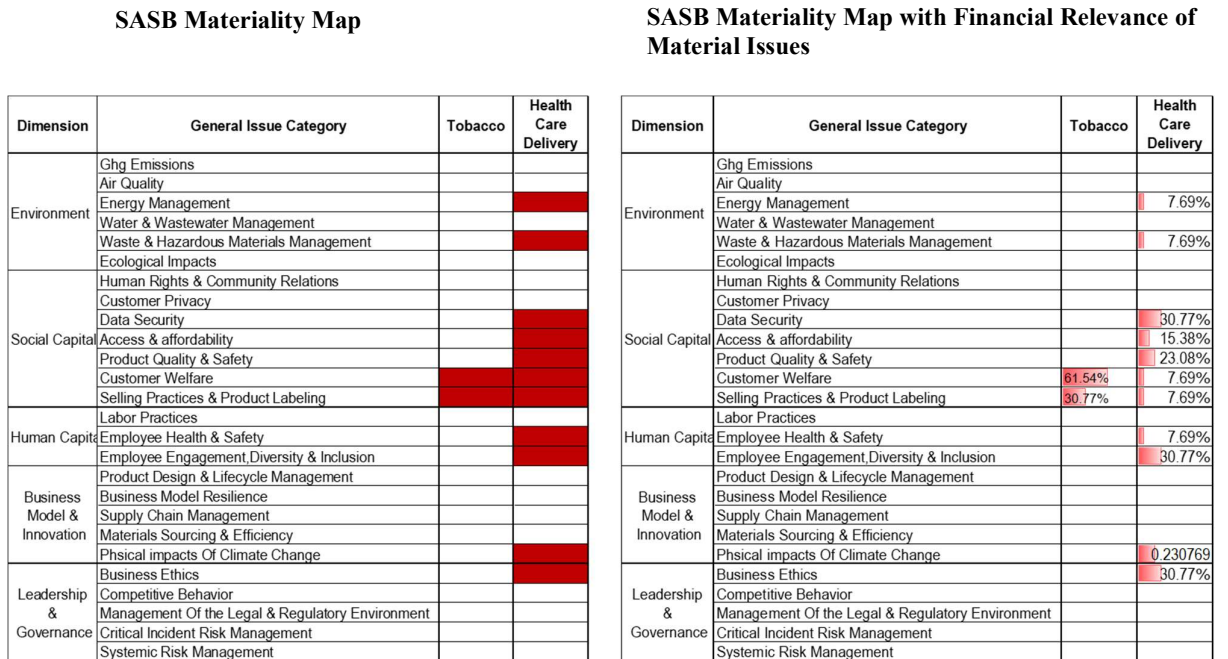 SASB Materiality Map
Dimension General Issue Category Tobacco Health Care Delivery
Environment
Ghg Emissions
Air Quality
Energy Management
Water & Wastewater Management
Waste & Hazardous Materials Management
Ecological Impacts
Social Capital
Human Rights & Community Relations
Customer Privacy
Data Security
Access & affordability
Product Quality & Safety
Customer Welfare
Selling Practices & Product Labeling
Human Capita
Labor Practices
Employee Health & Safety
Employee Engagement,Diversity & Inclusion
Business Model & Innovation
Product Design & Lifecycle Management
Business Model Resilience
Supply Chain Management
Materials Sourcing & Efficiency
Phsical impacts Of Climate Change
Leadership & Governance
Business Ethics
Competitive Behavior
Management Of the Legal & Regulatory Environment
Critical Incident Risk Management
Systemic Risk Management
SASB Materiality Map with Financial Relevance of
Material Issues
Dimension General Issue Category Tobacco Health Care Delivery
Environment
Ghg Emissions
Air Quality
Energy Management 7.69%
Water & Wastewater Management
Waste & Hazardous Materials Management 7.69%
Ecological Impacts
Social Capital
Human Rights & Community Relations
Customer Privacy
Data Security 30.77%
Access & affordability 15.38%
Product Quality & Safety 23.08%
Customer Welfare 61.54% 7.69%
Selling Practices & Product Labeling 30.77% 7.69%
Human Capita
Labor Practices
Employee Health & Safety 7.69%
Employee Engagement,Diversity & Inclusion 30.77%
Business Model & Innovation
Product Design & Lifecycle Management
Business Model Resilience
Supply Chain Management
Materials Sourcing & Efficiency
Phsical impacts Of Climate Change 0.230769
Leadership & Governance
Business Ethics 30.77%
Competitive Behavior
Management Of the Legal & Regulatory Environment
Critical Incident Risk Management
Systemic Risk Management